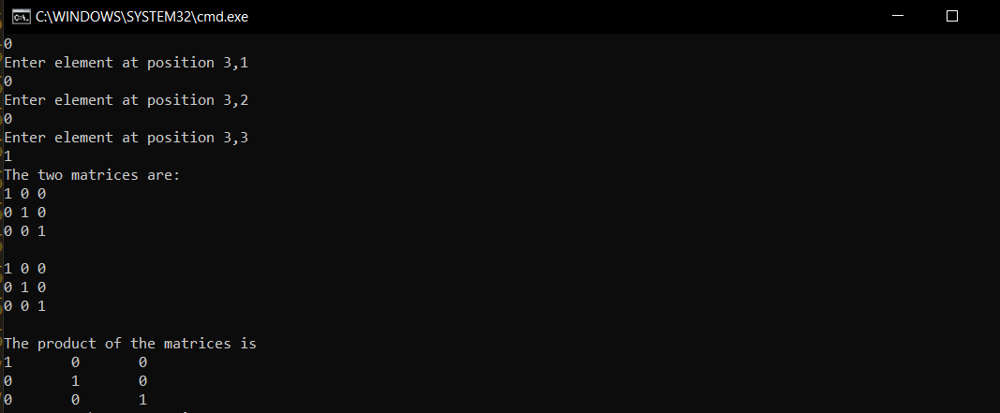 C:\WINDOWS\SYSTEM32\cmd.exe
0
Enter element at position 3,1
0
Enter element at position 3,2
0
Enter element at position 3,3
1
The two matrices are:
1 0 0
0 1 0
0 0 1
1 0 0
0 1 0
0 0 1
The product of the matrices is
1 0 0
0 1 0
0 0 1